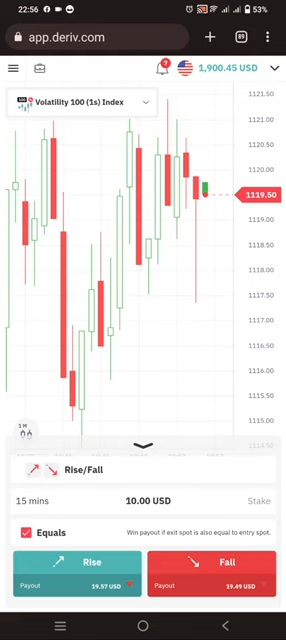 22:56
53%
app.deriv.com
89
7
1,900.45 USD
100
Volatility 100 (1s) Index
1121.50
1121.00
1120.50
1120.00
1119.50
1119.00
1118.50
1118.00
1117.50
1117.00
1116.50
1116.00
1115.50
1115.00
1114.50
1 M
Rise/Fall
15 mins
10.00 USD
Stake
Equals
Win payout if exit spot is also equal to entry spot.
Rise
Fall
Payout
19.57 USD
Payout
19.49 USD